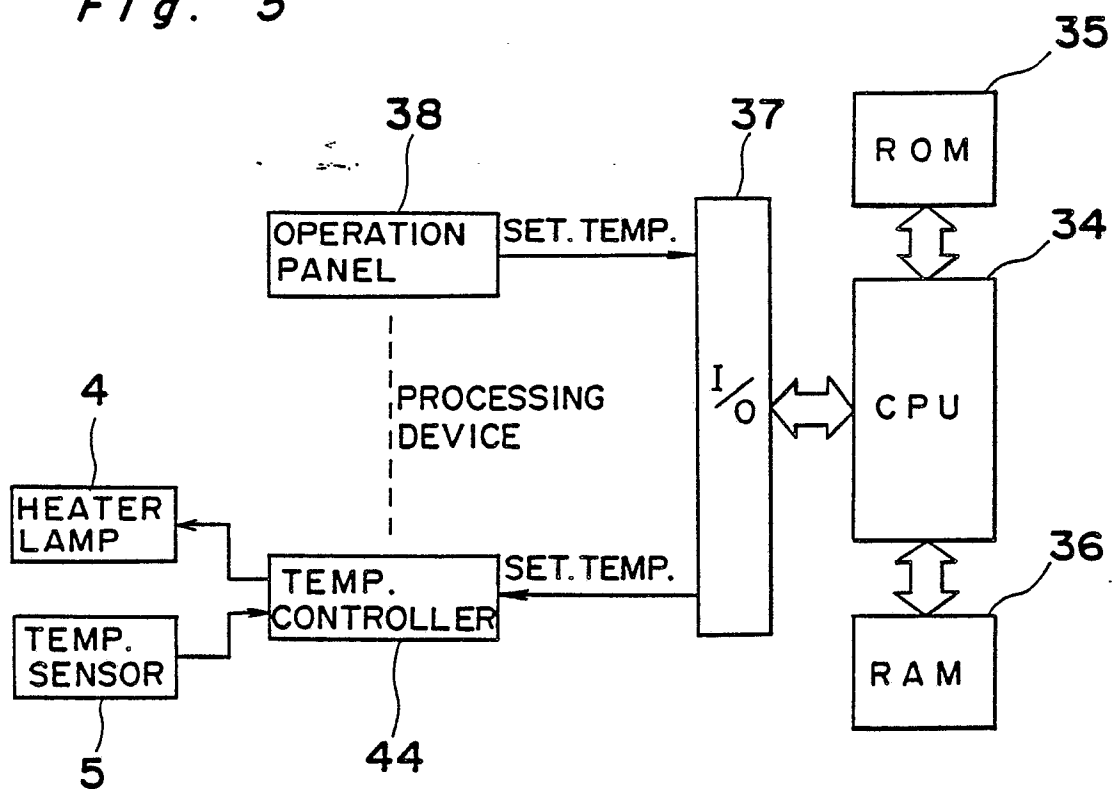 Fig. 5
35
38
37
ROM
34
OPERATION
PANEL
SET. TEMP.
I/O
CPU
4
PROCESSING
DEVICE
HEATER
LAMP
36
TEMP.
CONTROLLER
SET. TEMP.
TEMP.
SENSOR
RAM
5
44